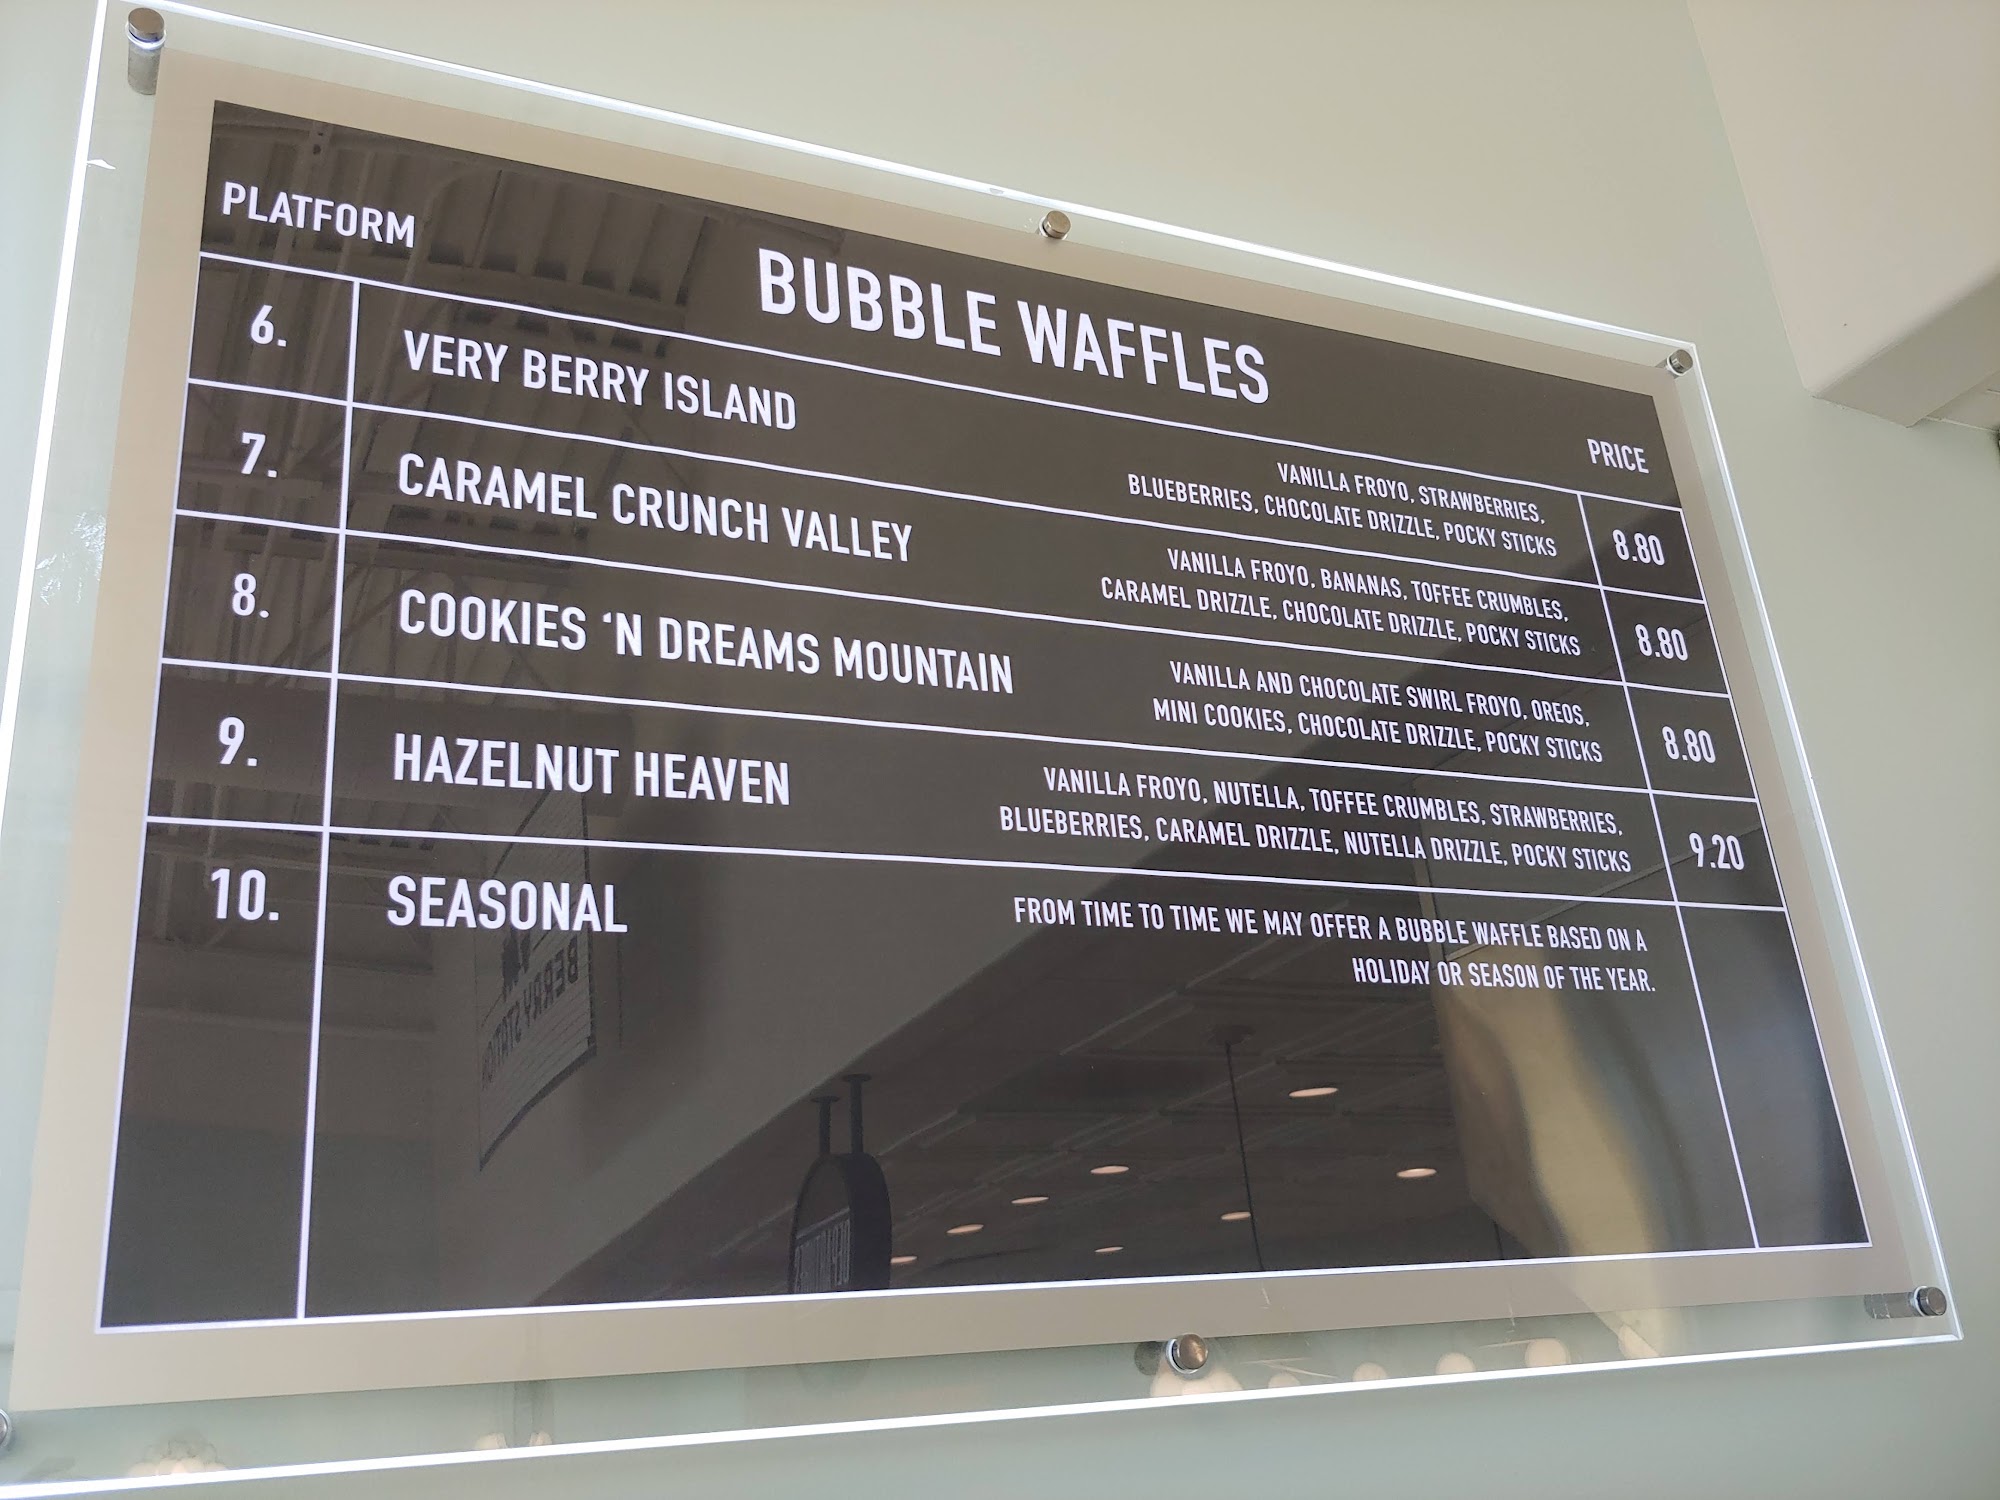 PLATFORM
BUBBLE WAFFLES
PRICE
6.
VERY BERRY ISLAND
VANILLA FROYO, STRAWBERRIES,
BLUEBERRIES, CHOCOLATE DRIZZLE, POCKY STICKS
8.80
7.
CARAMEL CRUNCH VALLEY
VANILLA FROYO, BANANAS, TOFFEE CRUMBLES,
CARAMEL DRIZZLE, CHOCOLATE DRIZZLE, POCKY STICKS
8.80
8.
COOKIES ‘N DREAMS MOUNTAIN
VANILLA AND CHOCOLATE SWIRL FROYO, OREOS,
MINI COOKIES, CHOCOLATE DRIZZLE, POCKY STICKS
8.80
9.
HAZELNUT HEAVEN
VANILLA FROYO, NUTELLA, TOFFEE CRUMBLES, STRAWBERRIES,
BLUEBERRIES, CARAMEL DRIZZLE, NUTELLA DRIZZLE, POCKY STICKS
9.20
10.
SEASONAL
FROM TIME TO TIME WE MAY OFFER A BUBBLE WAFFLE BASED ON A
HOLIDAY OR SEASON OF THE YEAR.
BERRY STATION